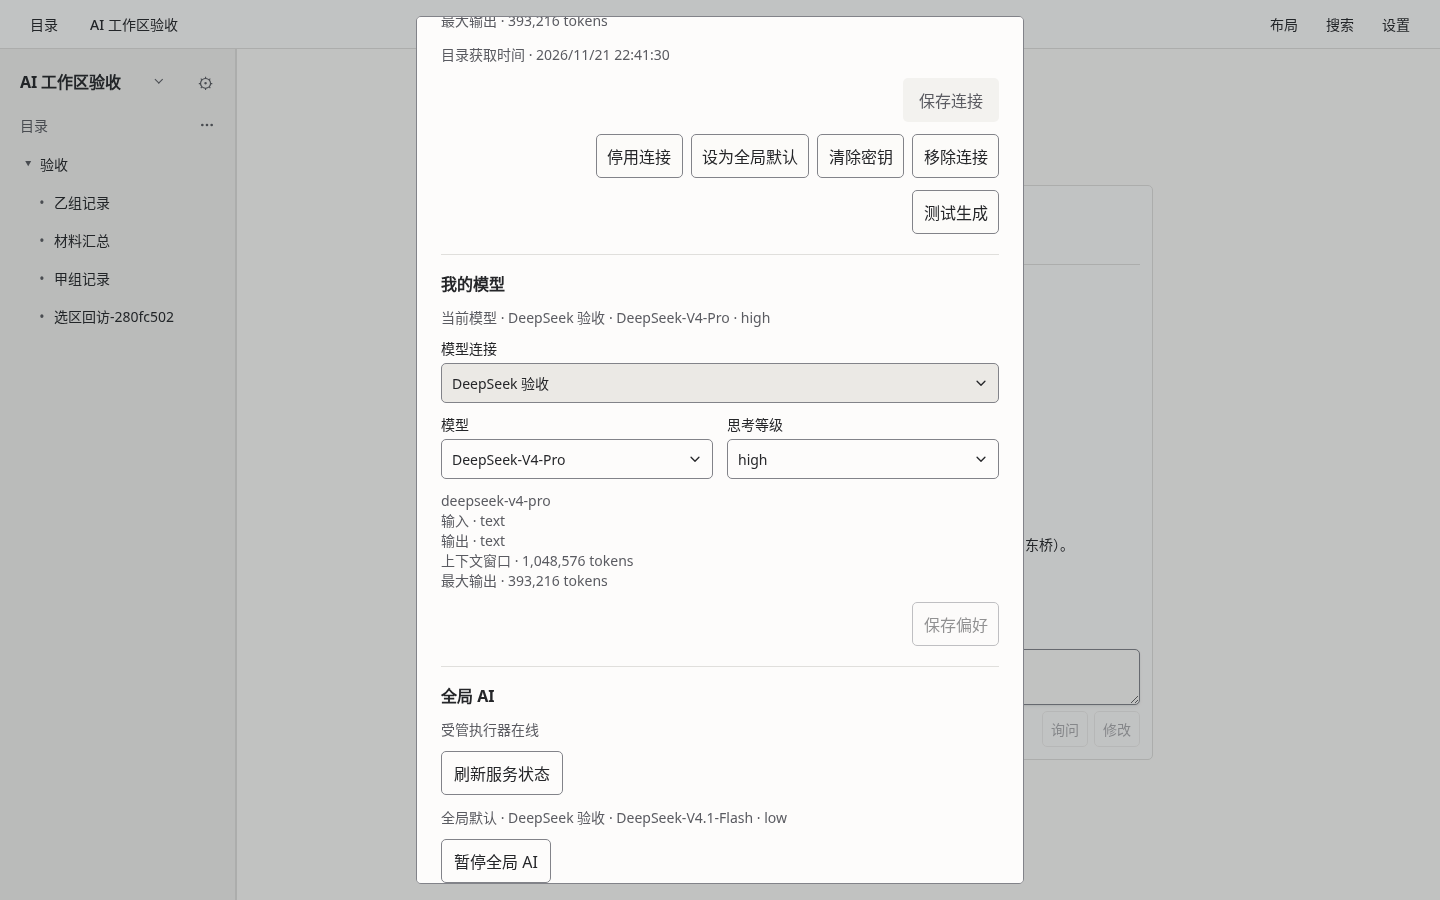 目录
AI 工作区验收
布局
搜索
设置
AI 工作区验收
目录
验收
乙组记录
材料汇总
甲组记录
选区回访-280fc502
最大输出 · 393,216 tokens
目录获取时间 · 2026/11/21 22:41:30
保存连接
停用连接
设为全局默认
清除密钥
移除连接
测试生成
我的模型
当前模型 · DeepSeek 验收 · DeepSeek-V4-Pro · high
模型连接
DeepSeek 验收
模型
思考等级
DeepSeek-V4-Pro
high
deepseek-v4-pro
输入 · text
输出 · text
上下文窗口 · 1,048,576 tokens
最大输出 · 393,216 tokens
保存偏好
全局 AI
受管执行器在线
刷新服务状态
全局默认 · DeepSeek 验收 · DeepSeek-V4.1-Flash · low
暂停全局 AI
东桥）。
询问
修改